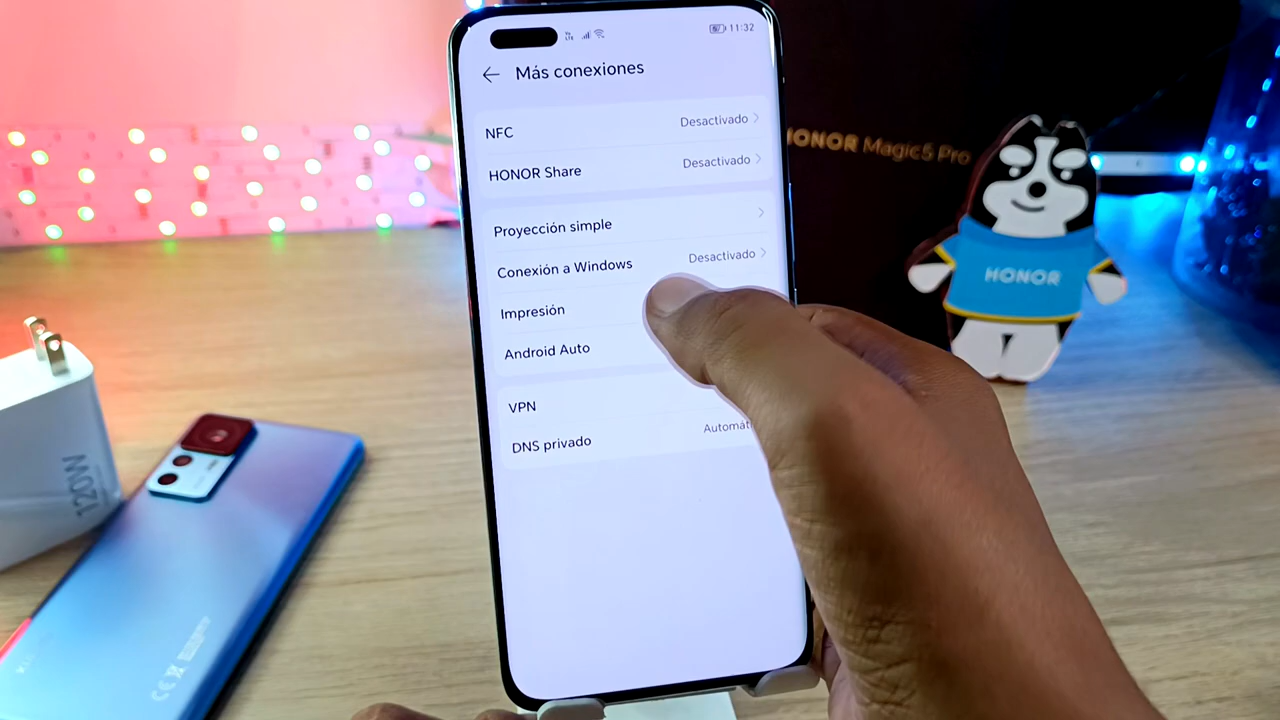 11:32
Más conexiones
NFC Desactivado
HONOR Share Desactivado
Proyección simple
Conexión a Windows Desactivado
Impresión
Android Auto
VPN
DNS privado
HONOR Magic5 Pro
HONOR
120W